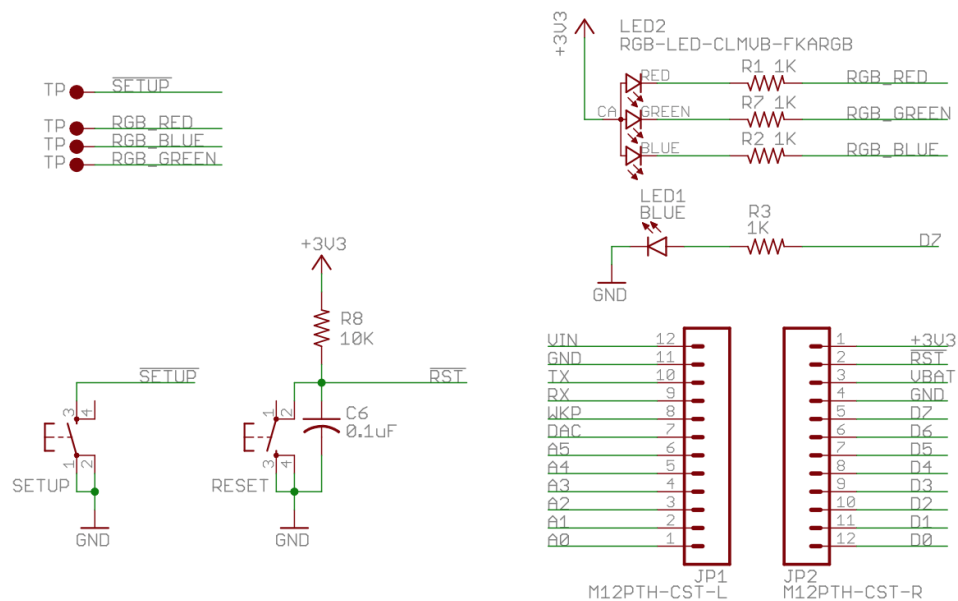 TP SETUP
TP RGB_RED
TP RGB_BLUE
TP RGB_GREEN
+3V3
LED2
RGB-LED-CLMVB-FKARGB
RED R1 1K RGB_RED
CA GREEN R7 1K RGB_GREEN
BLUE R2 1K RGB_BLUE
LED1
BLUE
R3
1K
D7
GND
+3V3
R8
10K
SETUP
3 4
1 2
SETUP
GND
RST
1 2
3 4
C6
0.1uF
RESET
GND
VIN 12
GND 11
TX 10
RX 9
WKP 8
DAC 7
A5 6
A4 5
A3 4
A2 3
A1 2
A0 1
JP1
M12PTH-CST-L
1 +3V3
2 RST
3 VBAT
4 GND
5 D7
6 D6
7 D5
8 D4
9 D3
10 D2
11 D1
12 D0
JP2
M12PTH-CST-R